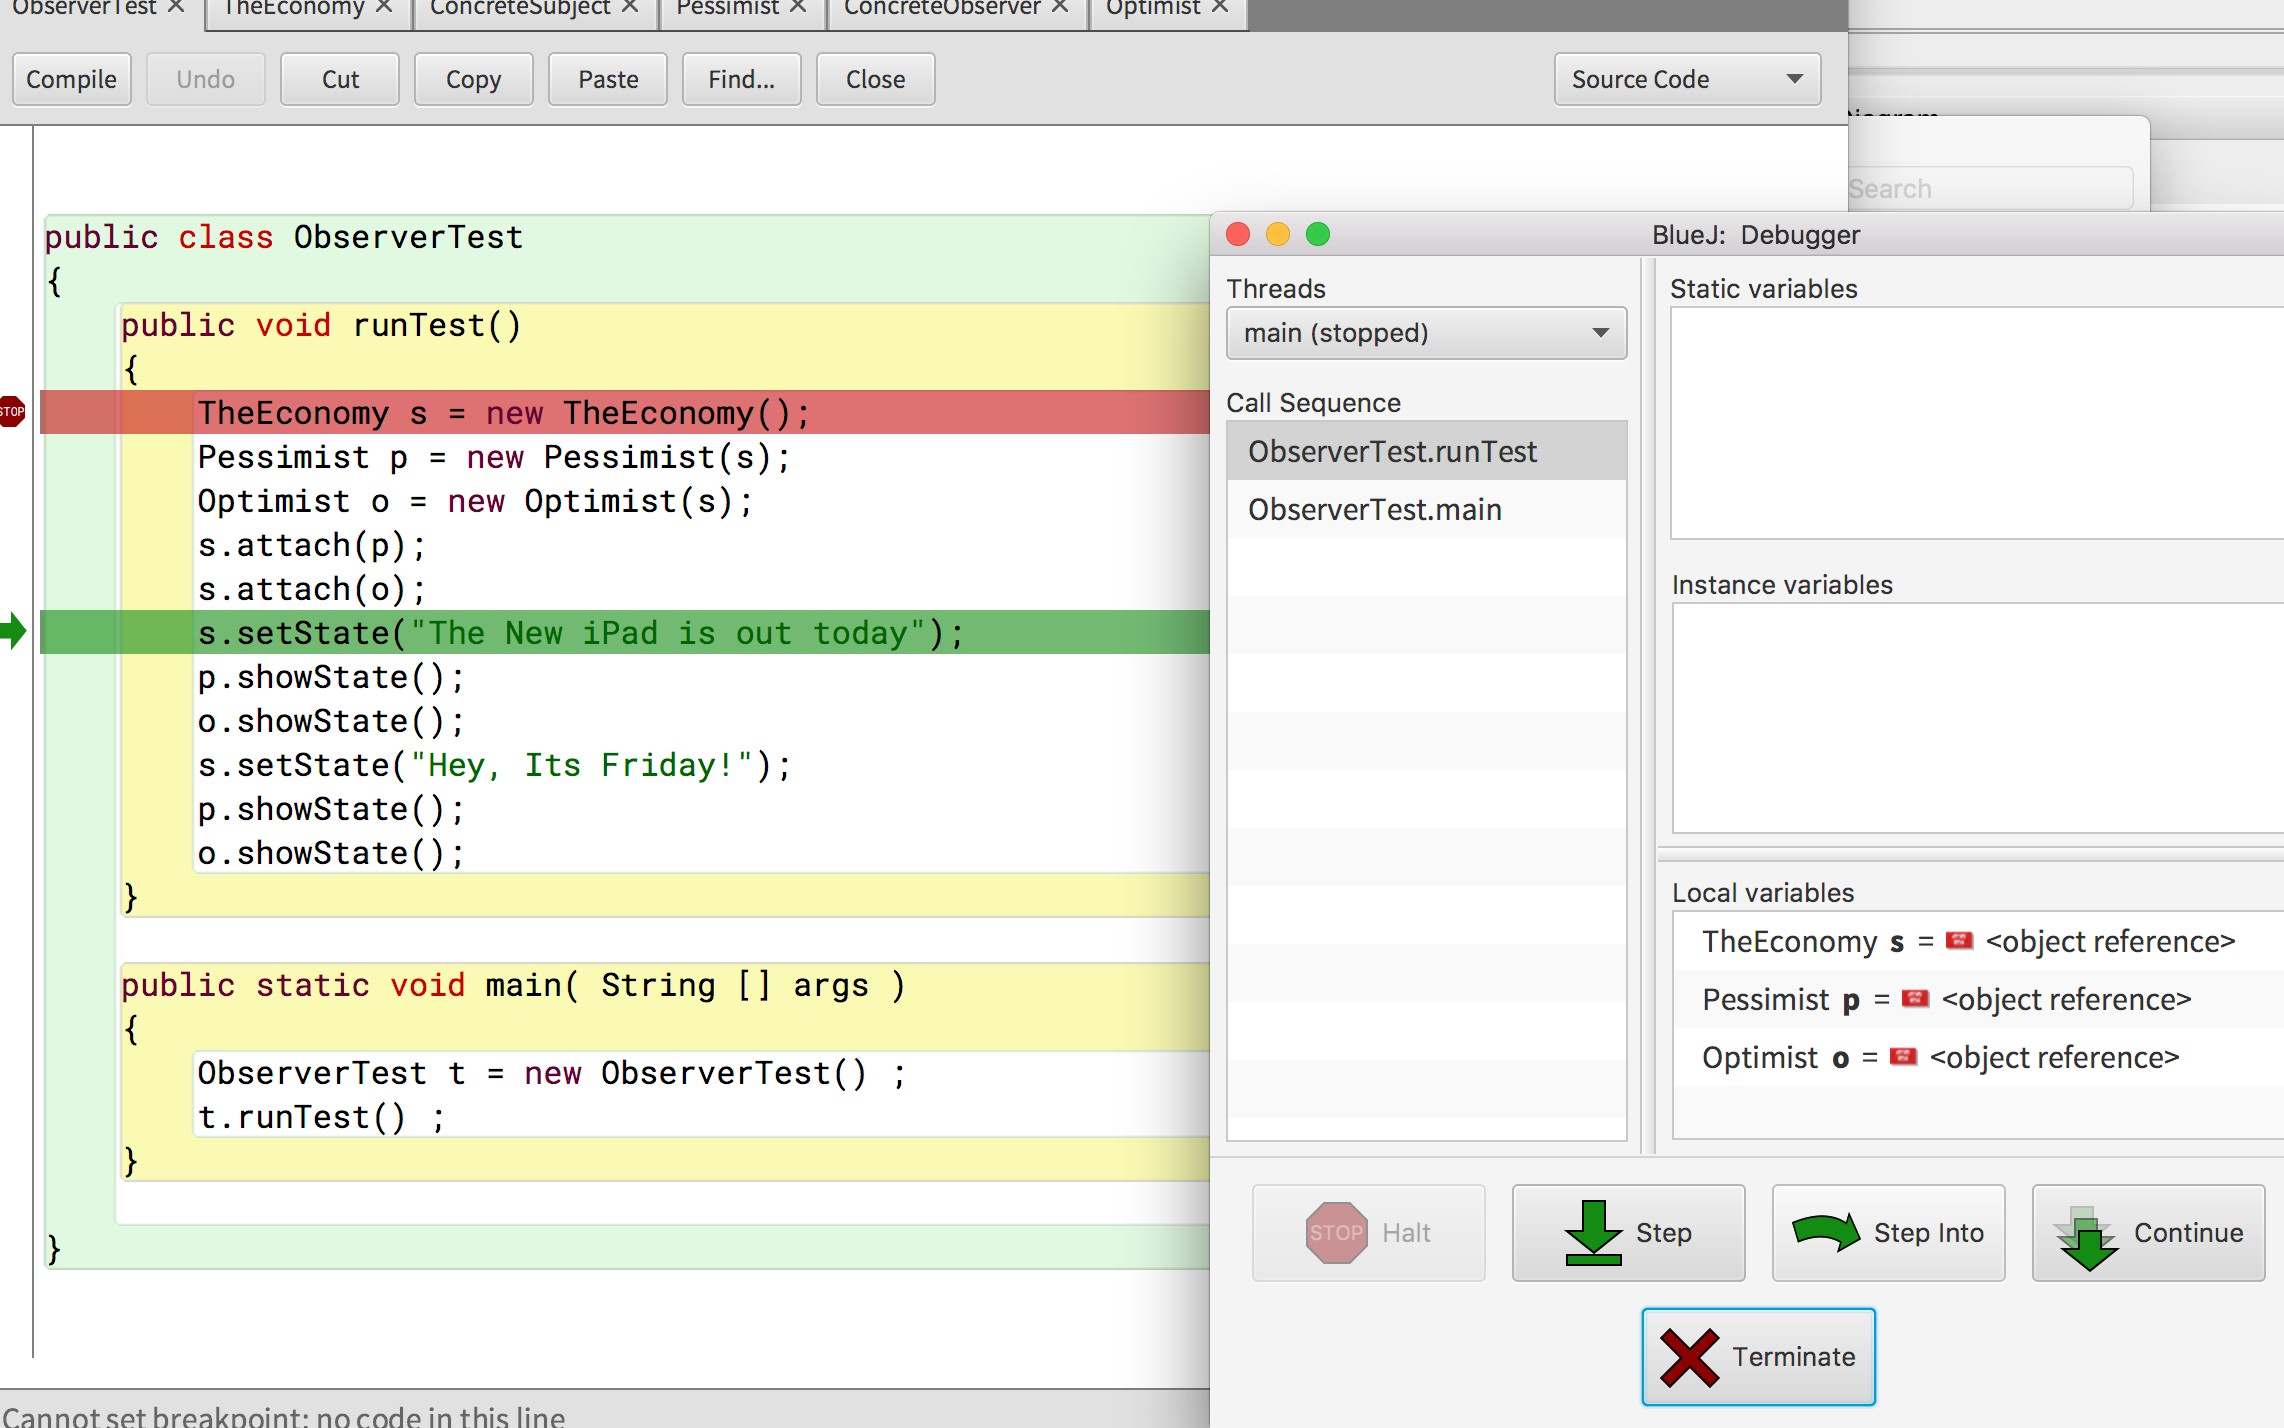 ObserverTest × TheEconomy × ConcreteSubject × Pessimist × ConcreteObserver × Optimist ×
Compile Undo Cut Copy Paste Find... Close Source Code
Diagram
Search
public class ObserverTest
{
public void runTest()
{
STOP TheEconomy s = new TheEconomy();
Pessimist p = new Pessimist(s);
Optimist o = new Optimist(s);
s.attach(p);
s.attach(o);
s.setState("The New iPad is out today");
p.showState();
o.showState();
s.setState("Hey, Its Friday!");
p.showState();
o.showState();
}
public static void main( String [] args )
{
ObserverTest t = new ObserverTest() ;
t.runTest() ;
}
}
Cannot set breakpoint: no code in this line
BlueJ: Debugger
Threads
main (stopped)
Call Sequence
ObserverTest.runTest
ObserverTest.main
Static variables
Instance variables
Local variables
TheEconomy s = <object reference>
Pessimist p = <object reference>
Optimist o = <object reference>
STOP Halt Step Step Into Continue
Terminate